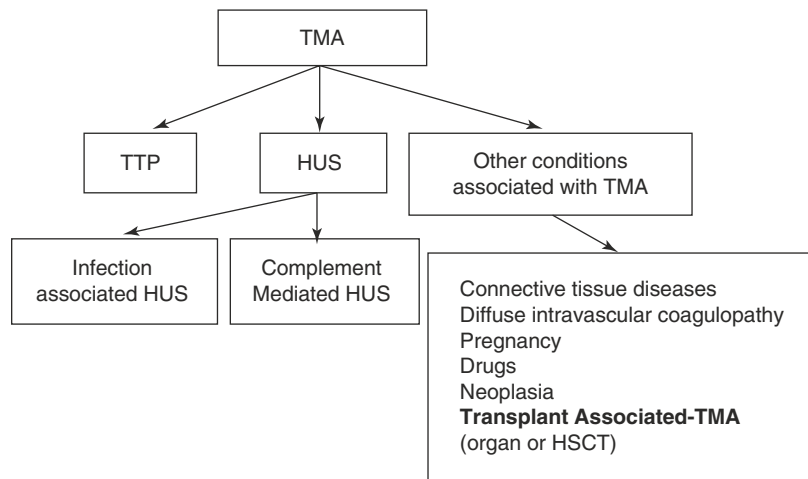 TMA
TTP
HUS
Other conditions
associated with TMA
Infection
associated HUS
Complement
Mediated HUS
Connective tissue diseases
Diffuse intravascular coagulopathy
Pregnancy
Drugs
Neoplasia
Transplant Associated-TMA
(organ or HSCT)